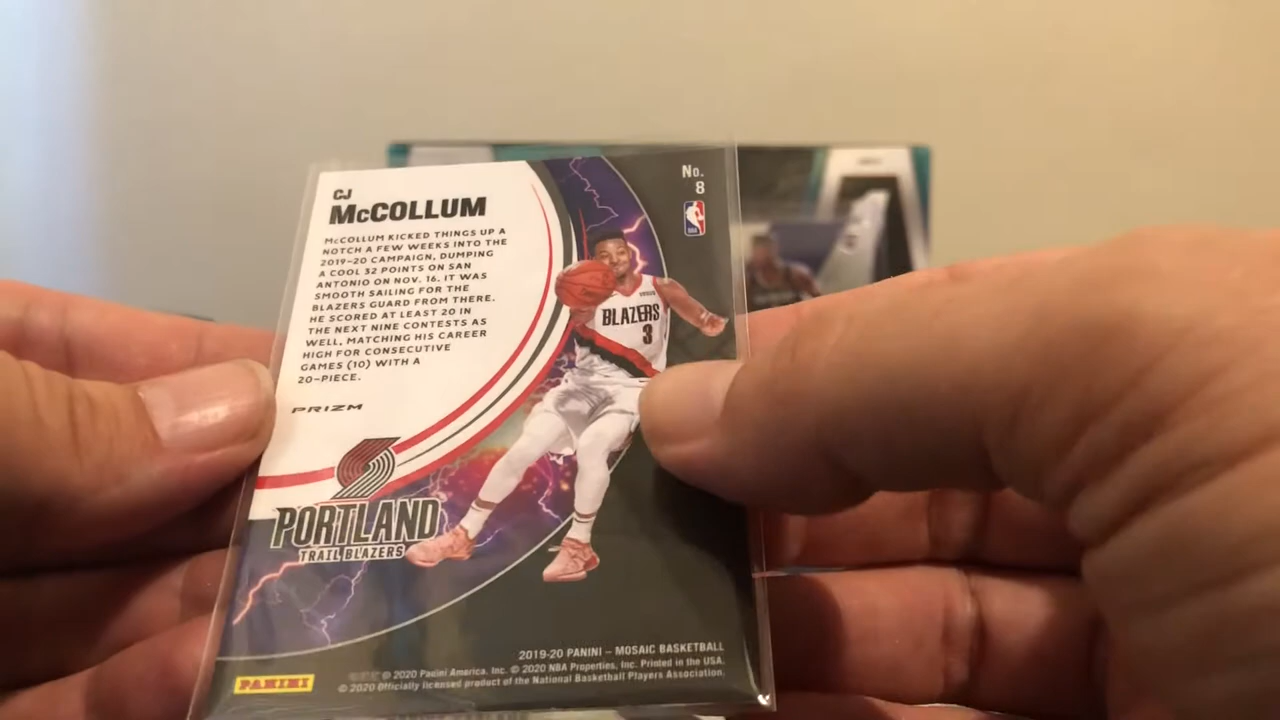 CJ
McCOLLUM
McCOLLUM KICKED THINGS UP A
NOTCH A FEW WEEKS INTO THE
2019-20 CAMPAIGN, DUMPING
A COOL 32 POINTS ON SAN
ANTONIO ON NOV. 16. IT WAS
SMOOTH SAILING FOR THE
BLAZERS GUARD FROM THERE.
HE SCORED AT LEAST 20 IN
THE NEXT NINE CONTESTS AS
WELL, MATCHING HIS CAREER
HIGH FOR CONSECUTIVE
GAMES (10) WITH A
20-PIECE.
PRIZM
No.
8
NBA
BLAZERS
3
PORTLAND
TRAIL BLAZERS
2019-20 PANINI – MOSAIC BASKETBALL
© 2020 Panini America, Inc. © 2020 NBA Properties, Inc. Printed in the USA.
© 2020 Officially licensed product of the National Basketball Players Association.
PANINI